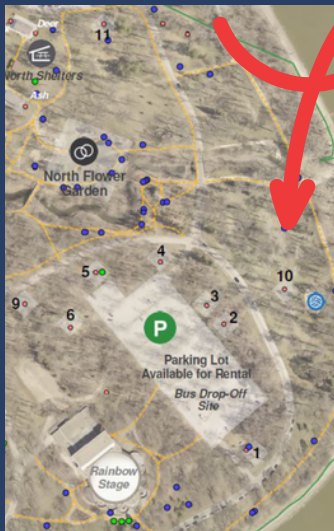 Deer
11
North Shelters
Ash
North Flower
Garden
4
5
10
3
9
2
6
P
Parking Lot
Available for Rental
Bus Drop-Off
Site
1
Rainbow
Stage